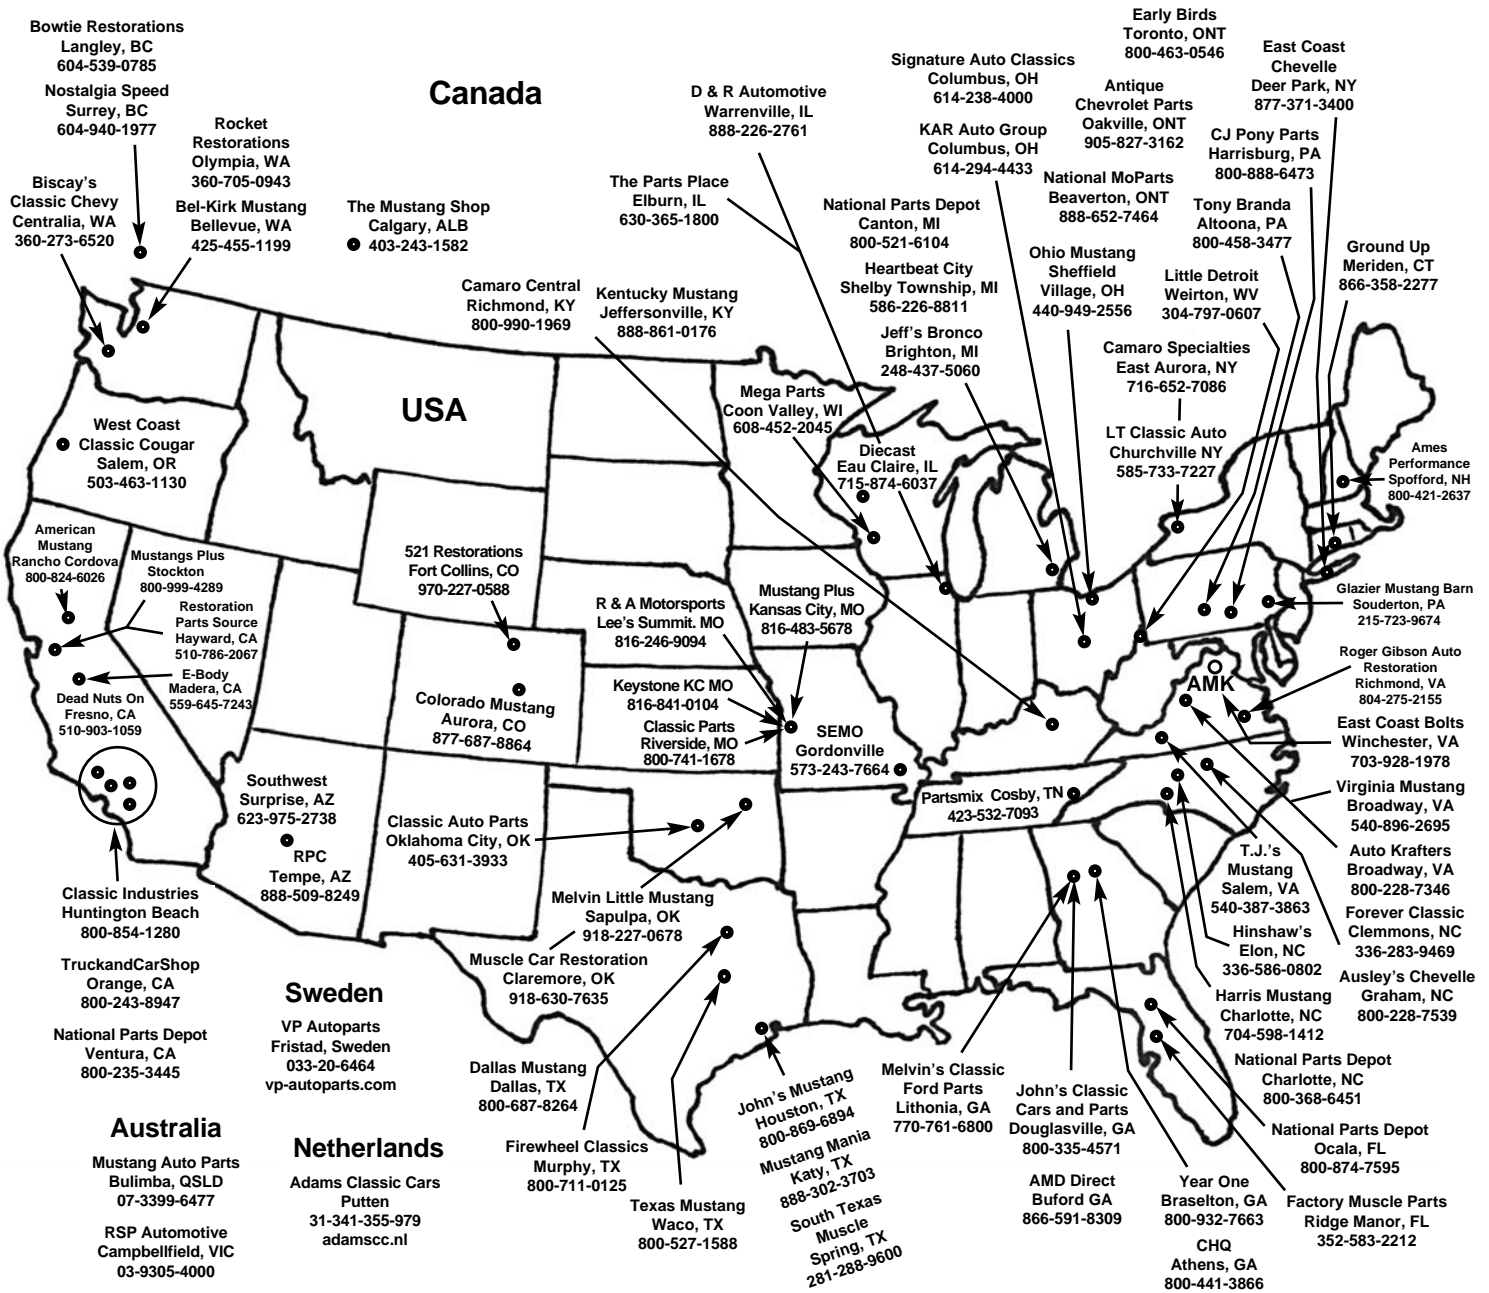 Bowtie Restorations
Langley, BC
604-539-0785
Nostalgia Speed
Surrey, BC
604-940-1977
Rocket
Restorations
Olympia, WA
360-705-0943
Biscay's
Classic Chevy
Centralia, WA
360-273-6520
Bel-Kirk Mustang
Bellevue, WA
425-455-1199
The Mustang Shop
Calgary, ALB
403-243-1582
Canada
D & R Automotive
Warrenville, IL
888-226-2761
The Parts Place
Elburn, IL
630-365-1800
Signature Auto Classics
Columbus, OH
614-238-4000
KAR Auto Group
Columbus, OH
614-294-4433
Early Birds
Toronto, ONT
800-463-0546
Antique
Chevrolet Parts
Oakville, ONT
905-827-3162
National MoParts
Beaverton, ONT
888-652-7464
East Coast
Chevelle
Deer Park, NY
877-371-3400
CJ Pony Parts
Harrisburg, PA
800-888-6473
Tony Branda
Altoona, PA
800-458-3477
National Parts Depot
Canton, MI
800-521-6104
Heartbeat City
Shelby Township, MI
586-226-8811
Jeff's Bronco
Brighton, MI
248-437-5060
Ohio Mustang
Sheffield
Village, OH
440-949-2556
Little Detroit
Weirton, WV
304-797-0607
Ground Up
Meriden, CT
866-358-2277
Camaro Central
Richmond, KY
800-990-1969
Kentucky Mustang
Jeffersonville, KY
888-861-0176
Camaro Specialties
East Aurora, NY
716-652-7086
LT Classic Auto
Churchville NY
585-733-7227
USA
Mega Parts
Coon Valley, WI
608-452-2045
Diecast
Eau Claire, IL
715-874-6037
Ames
Performance
Spofford, NH
800-421-2637
West Coast
Classic Cougar
Salem, OR
503-463-1130
American
Mustang
Rancho Cordova
800-824-6026
Mustangs Plus
Stockton
800-999-4289
Restoration
Parts Source
Hayward, CA
510-786-2067
E-Body
Madera, CA
559-645-7243
Dead Nuts On
Fresno, CA
510-903-1059
521 Restorations
Fort Collins, CO
970-227-0588
Colorado Mustang
Aurora, CO
877-687-8864
R & A Motorsports
Lee's Summit. MO
816-246-9094
Mustang Plus
Kansas City, MO
816-483-5678
Keystone KC MO
816-841-0104
Classic Parts
Riverside, MO
800-741-1678
SEMO
Gordonville
573-243-7664
Glazier Mustang Barn
Souderton, PA
215-723-9674
AMK
Roger Gibson Auto
Restoration
Richmond, VA
804-275-2155
East Coast Bolts
Winchester, VA
703-928-1978
Virginia Mustang
Broadway, VA
540-896-2695
Auto Krafters
Broadway, VA
800-228-7346
Southwest
Surprise, AZ
623-975-2738
RPC
Tempe, AZ
888-509-8249
Classic Auto Parts
Oklahoma City, OK
405-631-3933
Partsmix Cosby, TN
423-532-7093
T.J.'s
Mustang
Salem, VA
540-387-3863
Forever Classic
Clemmons, NC
336-283-9469
Hinshaw's
Elon, NC
336-586-0802
Ausley's Chevelle
Graham, NC
800-228-7539
Harris Mustang
Charlotte, NC
704-598-1412
National Parts Depot
Charlotte, NC
800-368-6451
Classic Industries
Huntington Beach
800-854-1280
TruckandCarShop
Orange, CA
800-243-8947
National Parts Depot
Ventura, CA
800-235-3445
Melvin Little Mustang
Sapulpa, OK
918-227-0678
Muscle Car Restoration
Claremore, OK
918-630-7635
Sweden
VP Autoparts
Fristad, Sweden
033-20-6464
vp-autoparts.com
Dallas Mustang
Dallas, TX
800-687-8264
Firewheel Classics
Murphy, TX
800-711-0125
Texas Mustang
Waco, TX
800-527-1588
John's Mustang
Houston, TX
800-869-6894
Mustang Mania
Katy, TX
888-302-3703
South Texas
Muscle
Spring, TX
281-288-9600
Melvin's Classic
Ford Parts
Lithonia, GA
770-761-6800
John's Classic
Cars and Parts
Douglasville, GA
800-335-4571
AMD Direct
Buford GA
866-591-8309
Year One
Braselton, GA
800-932-7663
CHQ
Athens, GA
800-441-3866
National Parts Depot
Ocala, FL
800-874-7595
Factory Muscle Parts
Ridge Manor, FL
352-583-2212
Australia
Mustang Auto Parts
Bulimba, QSLD
07-3399-6477
RSP Automotive
Campbellfield, VIC
03-9305-4000
Netherlands
Adams Classic Cars
Putten
31-341-355-979
adamscc.nl